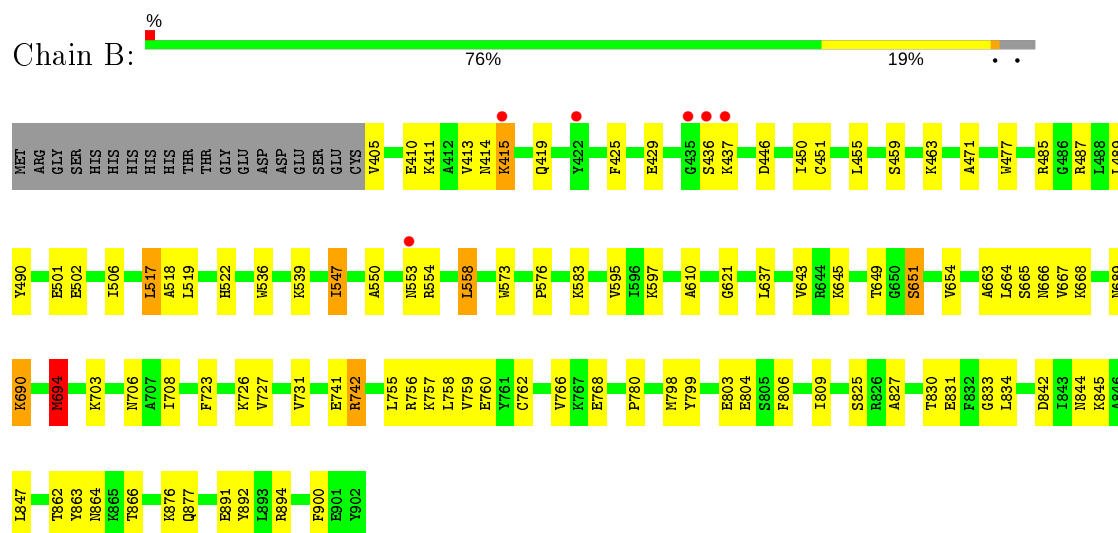 %
Chain B:
76% 19% • •
MET ARG GLY SER HIS HIS HIS HIS HIS HIS THR THR GLY GLU ASP ASP GLU SER GLU CYS V405 E410 K411 A412 V413 N414 K415 Q419 Y422 F425 E429 G435 S436 K437 D446 I450 C451 L455 S459 K463 A471 W477 R485 G486 R487 L488 L489
Y490 E501 E502 I506 L517 A518 L519 H522 W536 K539 I547 A550 N553 R554 L558 W573 P576 K583 V595 I596 K597 A610 G621 L637 V643 R644 K645 T649 G650 S651 V654 A663 L664 S665 N666 V667 K668 N689
K690 M694 K703 N706 A707 I708 F723 K726 V727 V731 E741 R742 L755 R756 K757 L758 V759 E760 Y761 C762 V766 K767 E768 P780 M798 Y799 E803 E804 S805 F806 I809 S825 R826 A827 T830 E831 F832 G833 L834 D842 I843 N844 K845 A846
L847 T862 Y863 N864 K865 T866 K876 Q877 E891 Y892 L893 R894 F900 E901 Y902